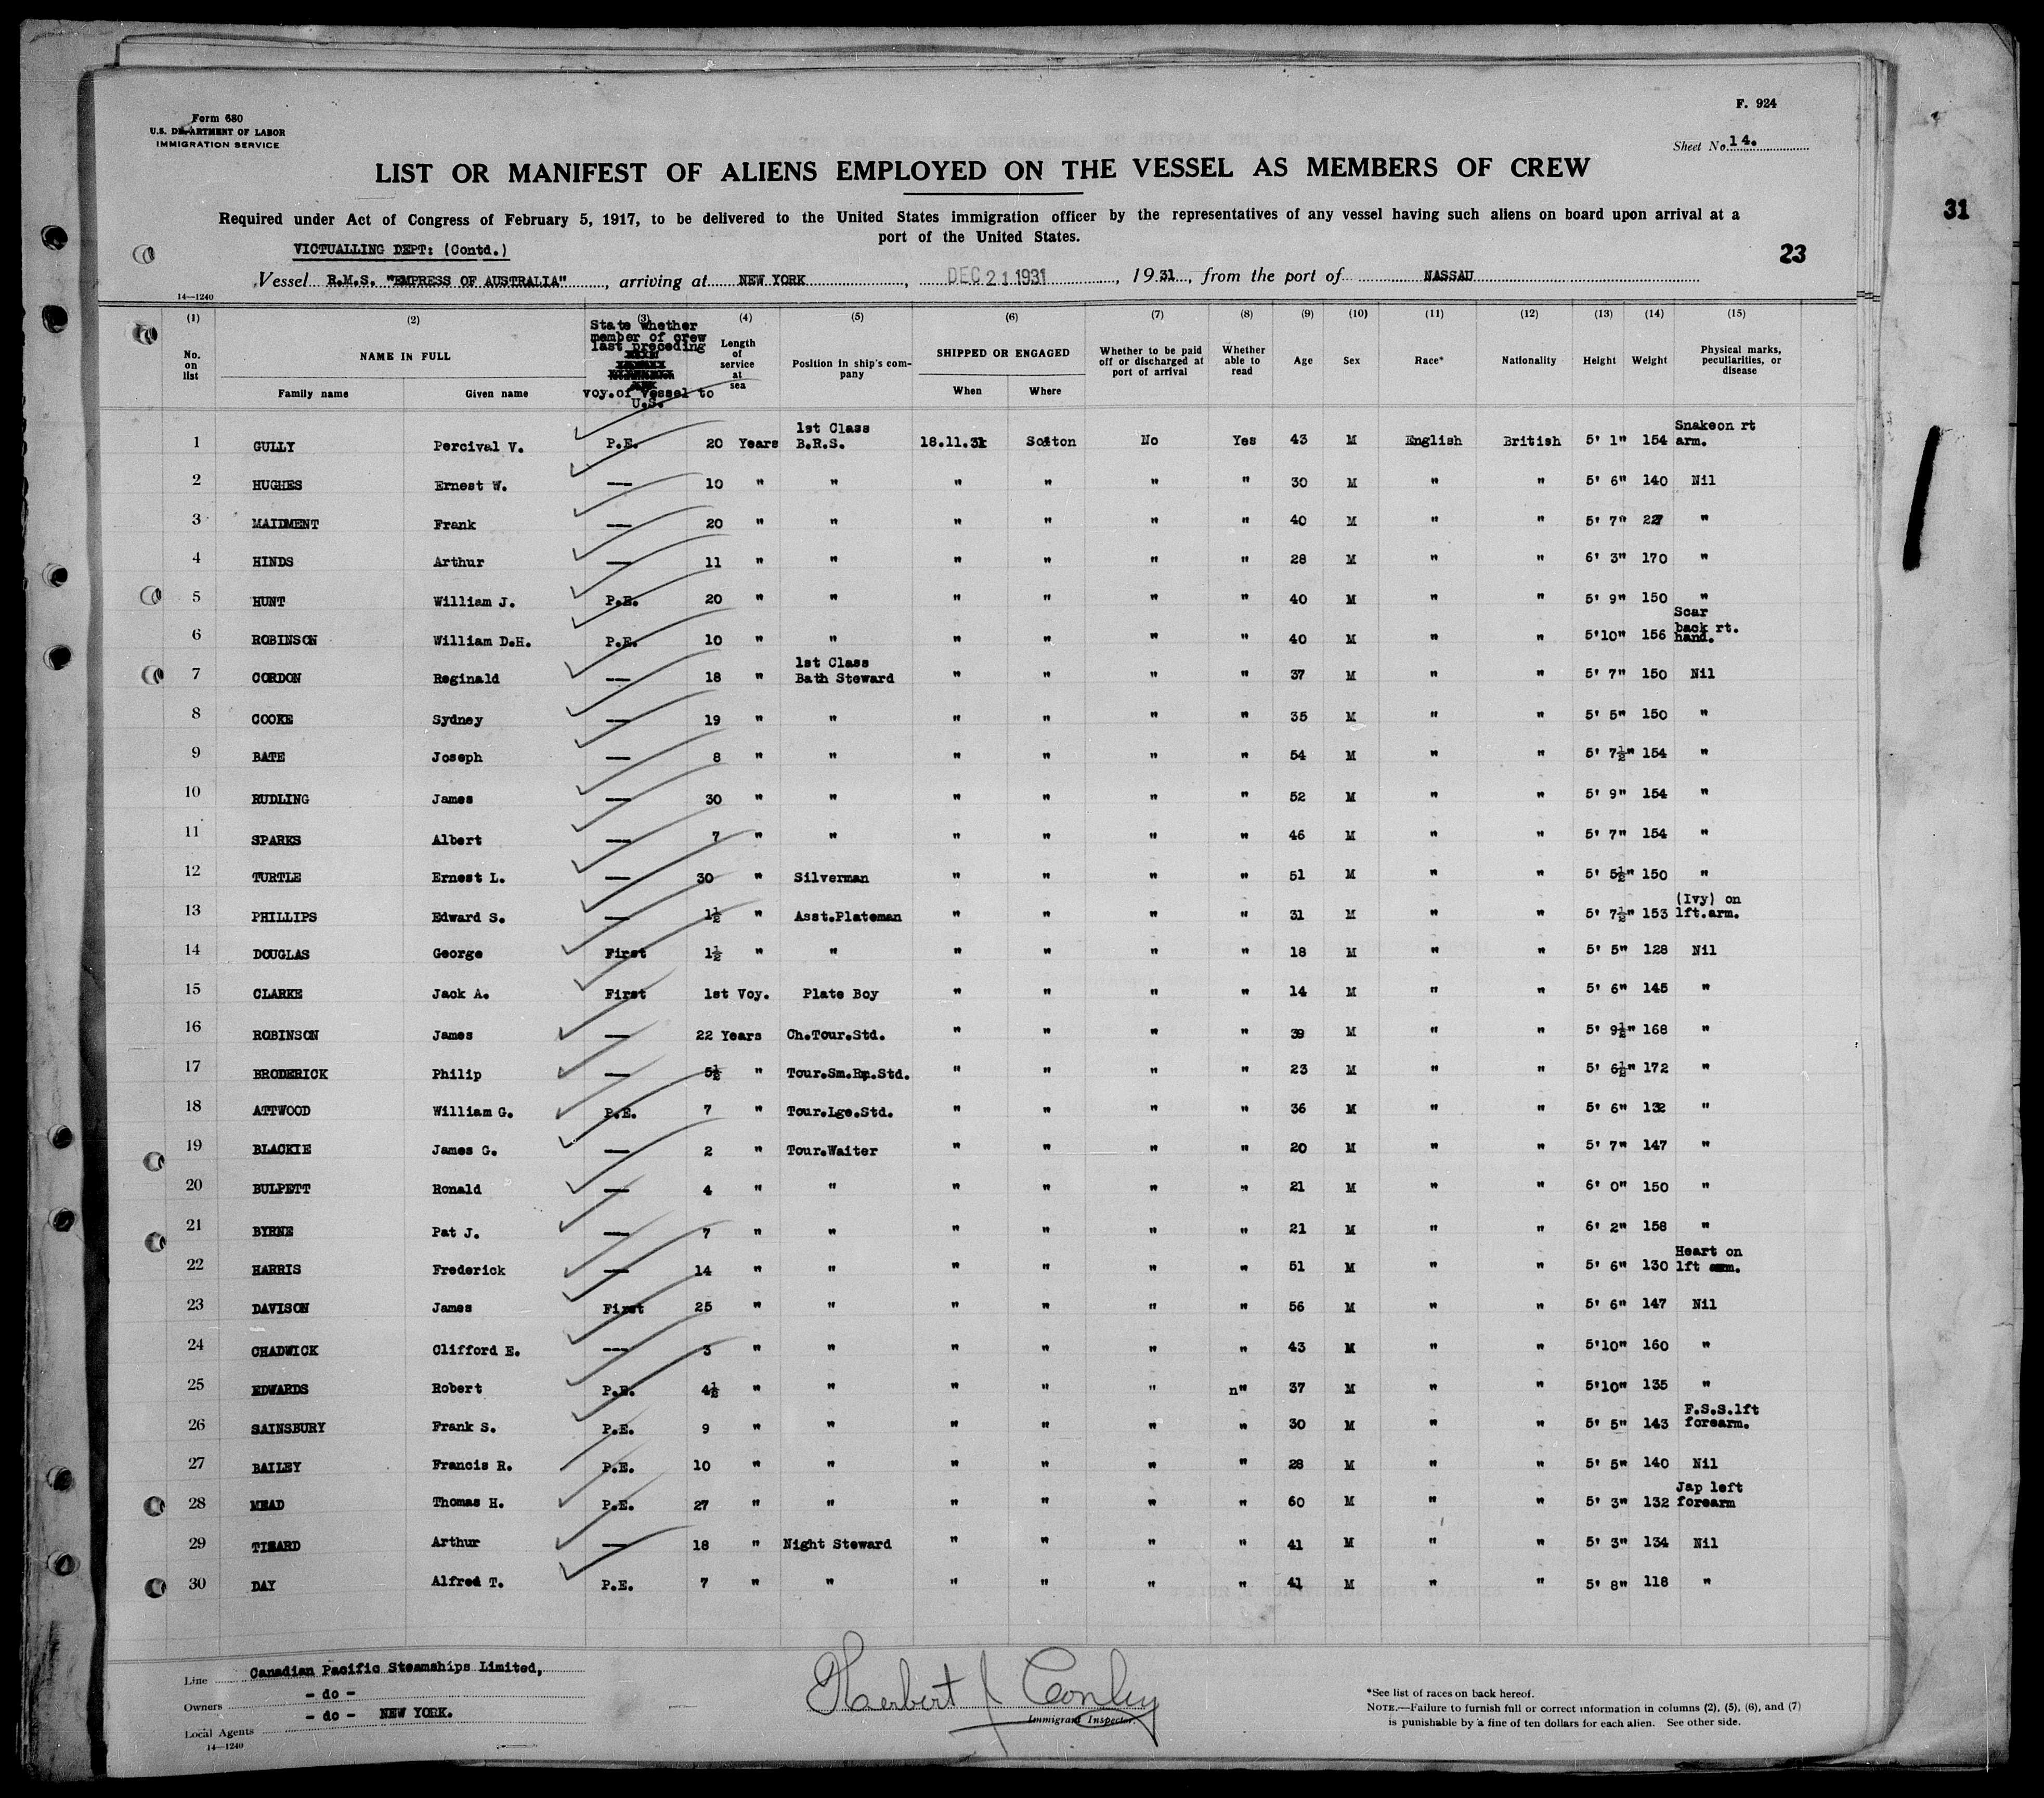 F. 924
Form 680
U.S. DEPARTMENT OF LABOR
IMMIGRATION SERVICE
Sheet No. 14.
LIST OR MANIFEST OF ALIENS EMPLOYED ON THE VESSEL AS MEMBERS OF CREW
31
Required under Act of Congress of February 5, 1917, to be delivered to the United States immigration officer by the representatives of any vessel having such aliens on board upon arrival at a
port of the United States.
VICTUALLING DEPT: (Contd.)
23
Vessel R.M.S. "EMPRESS OF AUSTRALIA", arriving at NEW YORK, DEC 21 1931, 1931, from the port of NASSAU
14—1240
(1) (2) (3) (4) (5) (6) (7) (8) (9) (10) (11) (12) (13) (14) (15)
No. on list
NAME IN FULL
Family name Given name
State whether member of crew last preceding voy. of Vessel to U.S.
Length of service at sea
Position in ship's company
SHIPPED OR ENGAGED
When Where
Whether to be paid off or discharged at port of arrival
Whether able to read
Age Sex Race* Nationality Height Weight
Physical marks, peculiarities, or disease
1 GULLY Percival V. P.E. 20 Years 1st Class B.R.S. 18.11.31 Soton No Yes 43 M English British 5' 1" 154 Snakeon rt arm.
2 HUGHES Ernest W. — 10 " " " " " " 30 M " " 5' 6" 140 Nil
3 MAIDMENT Frank — 20 " " " " " " 40 M " " 5' 7" 227 "
4 HINDS Arthur — 11 " " " " " " 28 M " " 6' 3" 170 "
5 HUNT William J. P.E. 20 " " " " " " 40 M " " 5' 9" 150 "
6 ROBINSON William D.H. P.E. 10 " " " " " " 40 M " " 5'10" 156 Scar back rt. hand.
7 CORDON Reginald — 18 " 1st Class Bath Steward " " " " 37 M " " 5' 7" 150 Nil
8 COOKE Sydney — 19 " " " " " " 35 M " " 5' 5" 150 "
9 BATE Joseph — 8 " " " " " " 54 M " " 5' 7½" 154 "
10 RUDLING James — 30 " " " " " " 52 M " " 5' 9" 154 "
11 SPARKS Albert — 7 " " " " " " 46 M " " 5' 7" 154 "
12 TURTLE Ernest L. — 30 " Silverman " " " " 51 M " " 5' 5½" 150 "
13 PHILLIPS Edward S. — 1½ " Asst.Plateman " " " " 31 M " " 5' 7½" 153 (Ivy) on lft.arm.
14 DOUGLAS George First 1½ " " " " " " 18 M " " 5' 5" 128 Nil
15 CLARKE Jack A. First 1st Voy. Plate Boy " " " " 14 M " " 5' 6" 145 "
16 ROBINSON James — 22 Years Ch.Tour.Std. " " " " 39 M " " 5' 9½" 168 "
17 BRODERICK Philip — 5½ " Tour.Sm.Rm.Std. " " " " 23 M " " 5' 6½" 172 "
18 ATTWOOD William G. P.E. 7 " Tour.Lge.Std. " " " " 36 M " " 5' 6" 132 "
19 BLACKIE James G. — 2 " Tour.Waiter " " " " 20 M " " 5' 7" 147 "
20 BULPETT Ronald — 4 " " " " " " 21 M " " 6' 0" 150 "
21 BYRNE Pat J. — 7 " " " " " " 21 M " " 6' 2" 158 "
22 HARRIS Frederick — 14 " " " " " " 51 M " " 5' 6" 130 Heart on lft arm.
23 DAVISON James First 25 " " " " " " 56 M " " 5' 6" 147 Nil
24 CHADWICK Clifford E. — 3 " " " " " " 43 M " " 5'10" 160 "
25 EDWARDS Robert P.E. 4½ " " " " " n" 37 M " " 5'10" 135 "
26 SAINSBURY Frank S. P.E. 9 " " " " " " 30 M " " 5' 5" 143 F.S.S.lft forearm.
27 BAILEY Francis R. P.E. 10 " " " " " " 28 M " " 5' 5" 140 Nil
28 MEAD Thomas H. P.E. 27 " " " " " " 60 M " " 5' 3" 132 Jap left forearm
29 TIZARD Arthur — 18 " Night Steward " " " " 41 M " " 5' 3" 134 Nil
30 DAY Alfred T. P.E. 7 " " " " " " 41 M " " 5' 8" 118 "
Line Canadian Pacific Steamships Limited,
Owners - do -
Local Agents - do - NEW YORK.
14—1240
Herbert J Conley
Immigrant Inspector.
*See list of races on back hereof.
NOTE.—Failure to furnish full or correct information in columns (2), (5), (6), and (7)
is punishable by a fine of ten dollars for each alien. See other side.